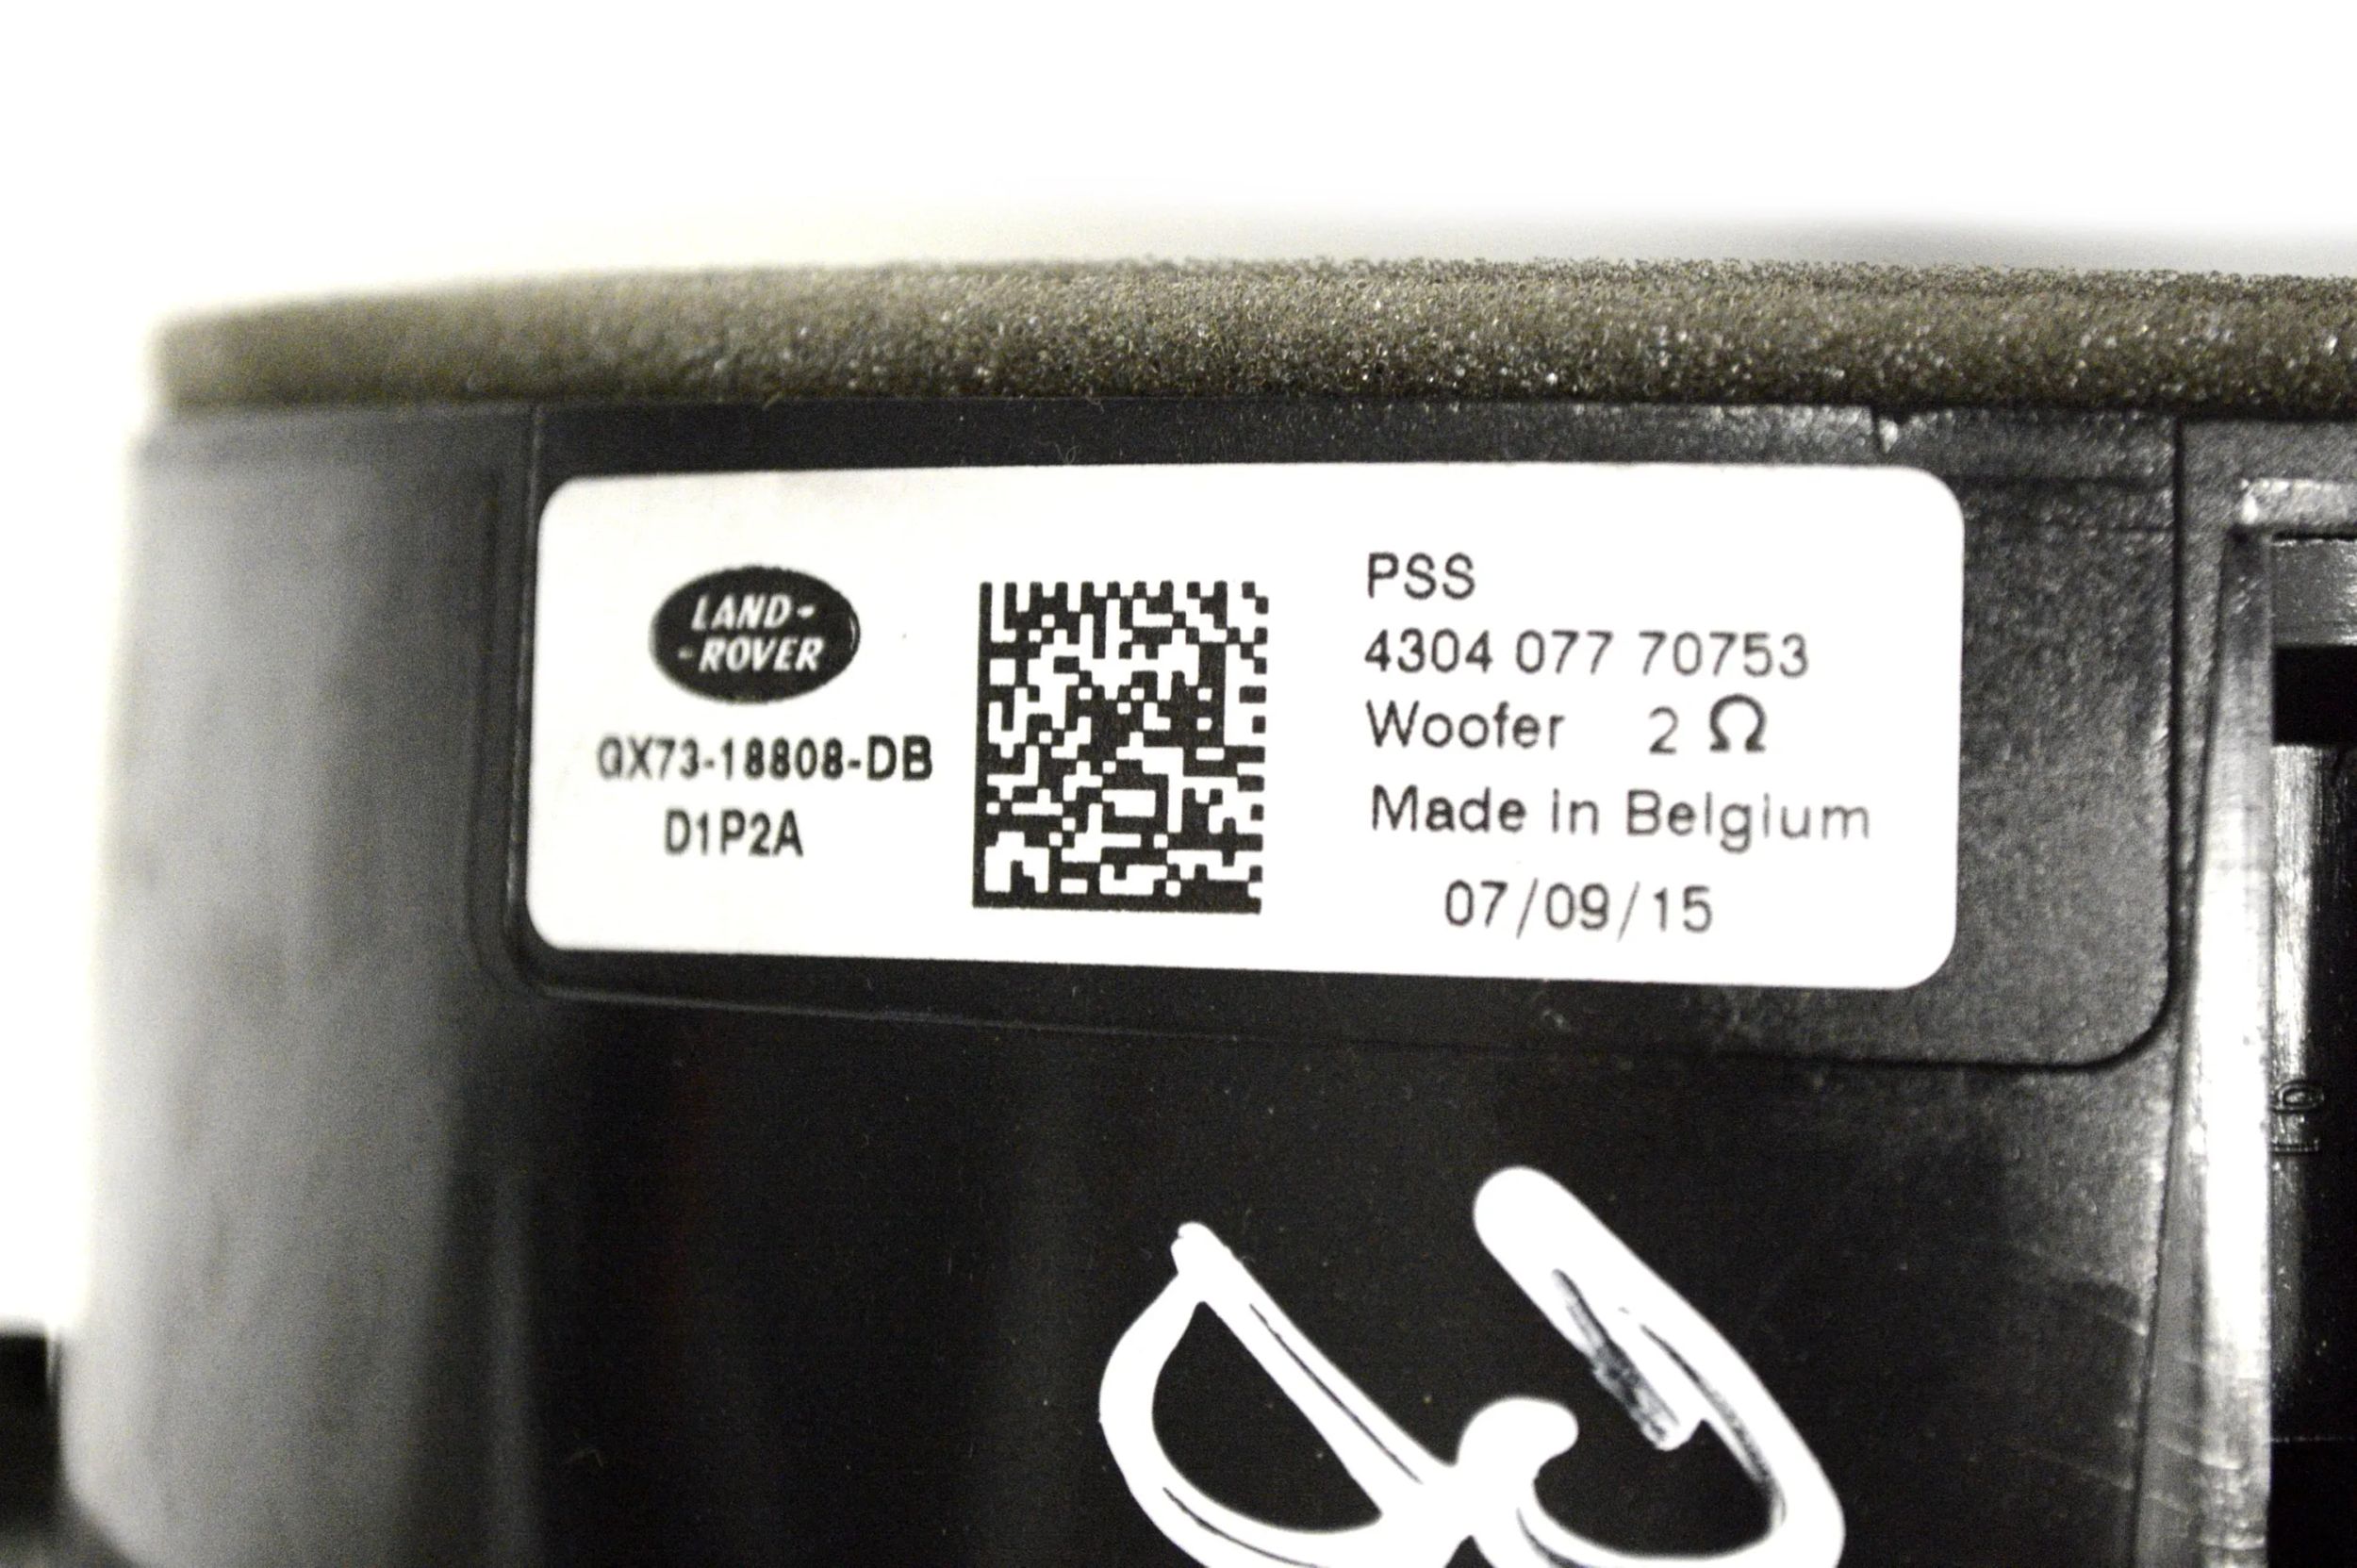 LAND-
-ROVER
GX73-18808-DB
D1P2A
PSS
4304 077 70753
Woofer 2 Ω
Made in Belgium
07/09/15